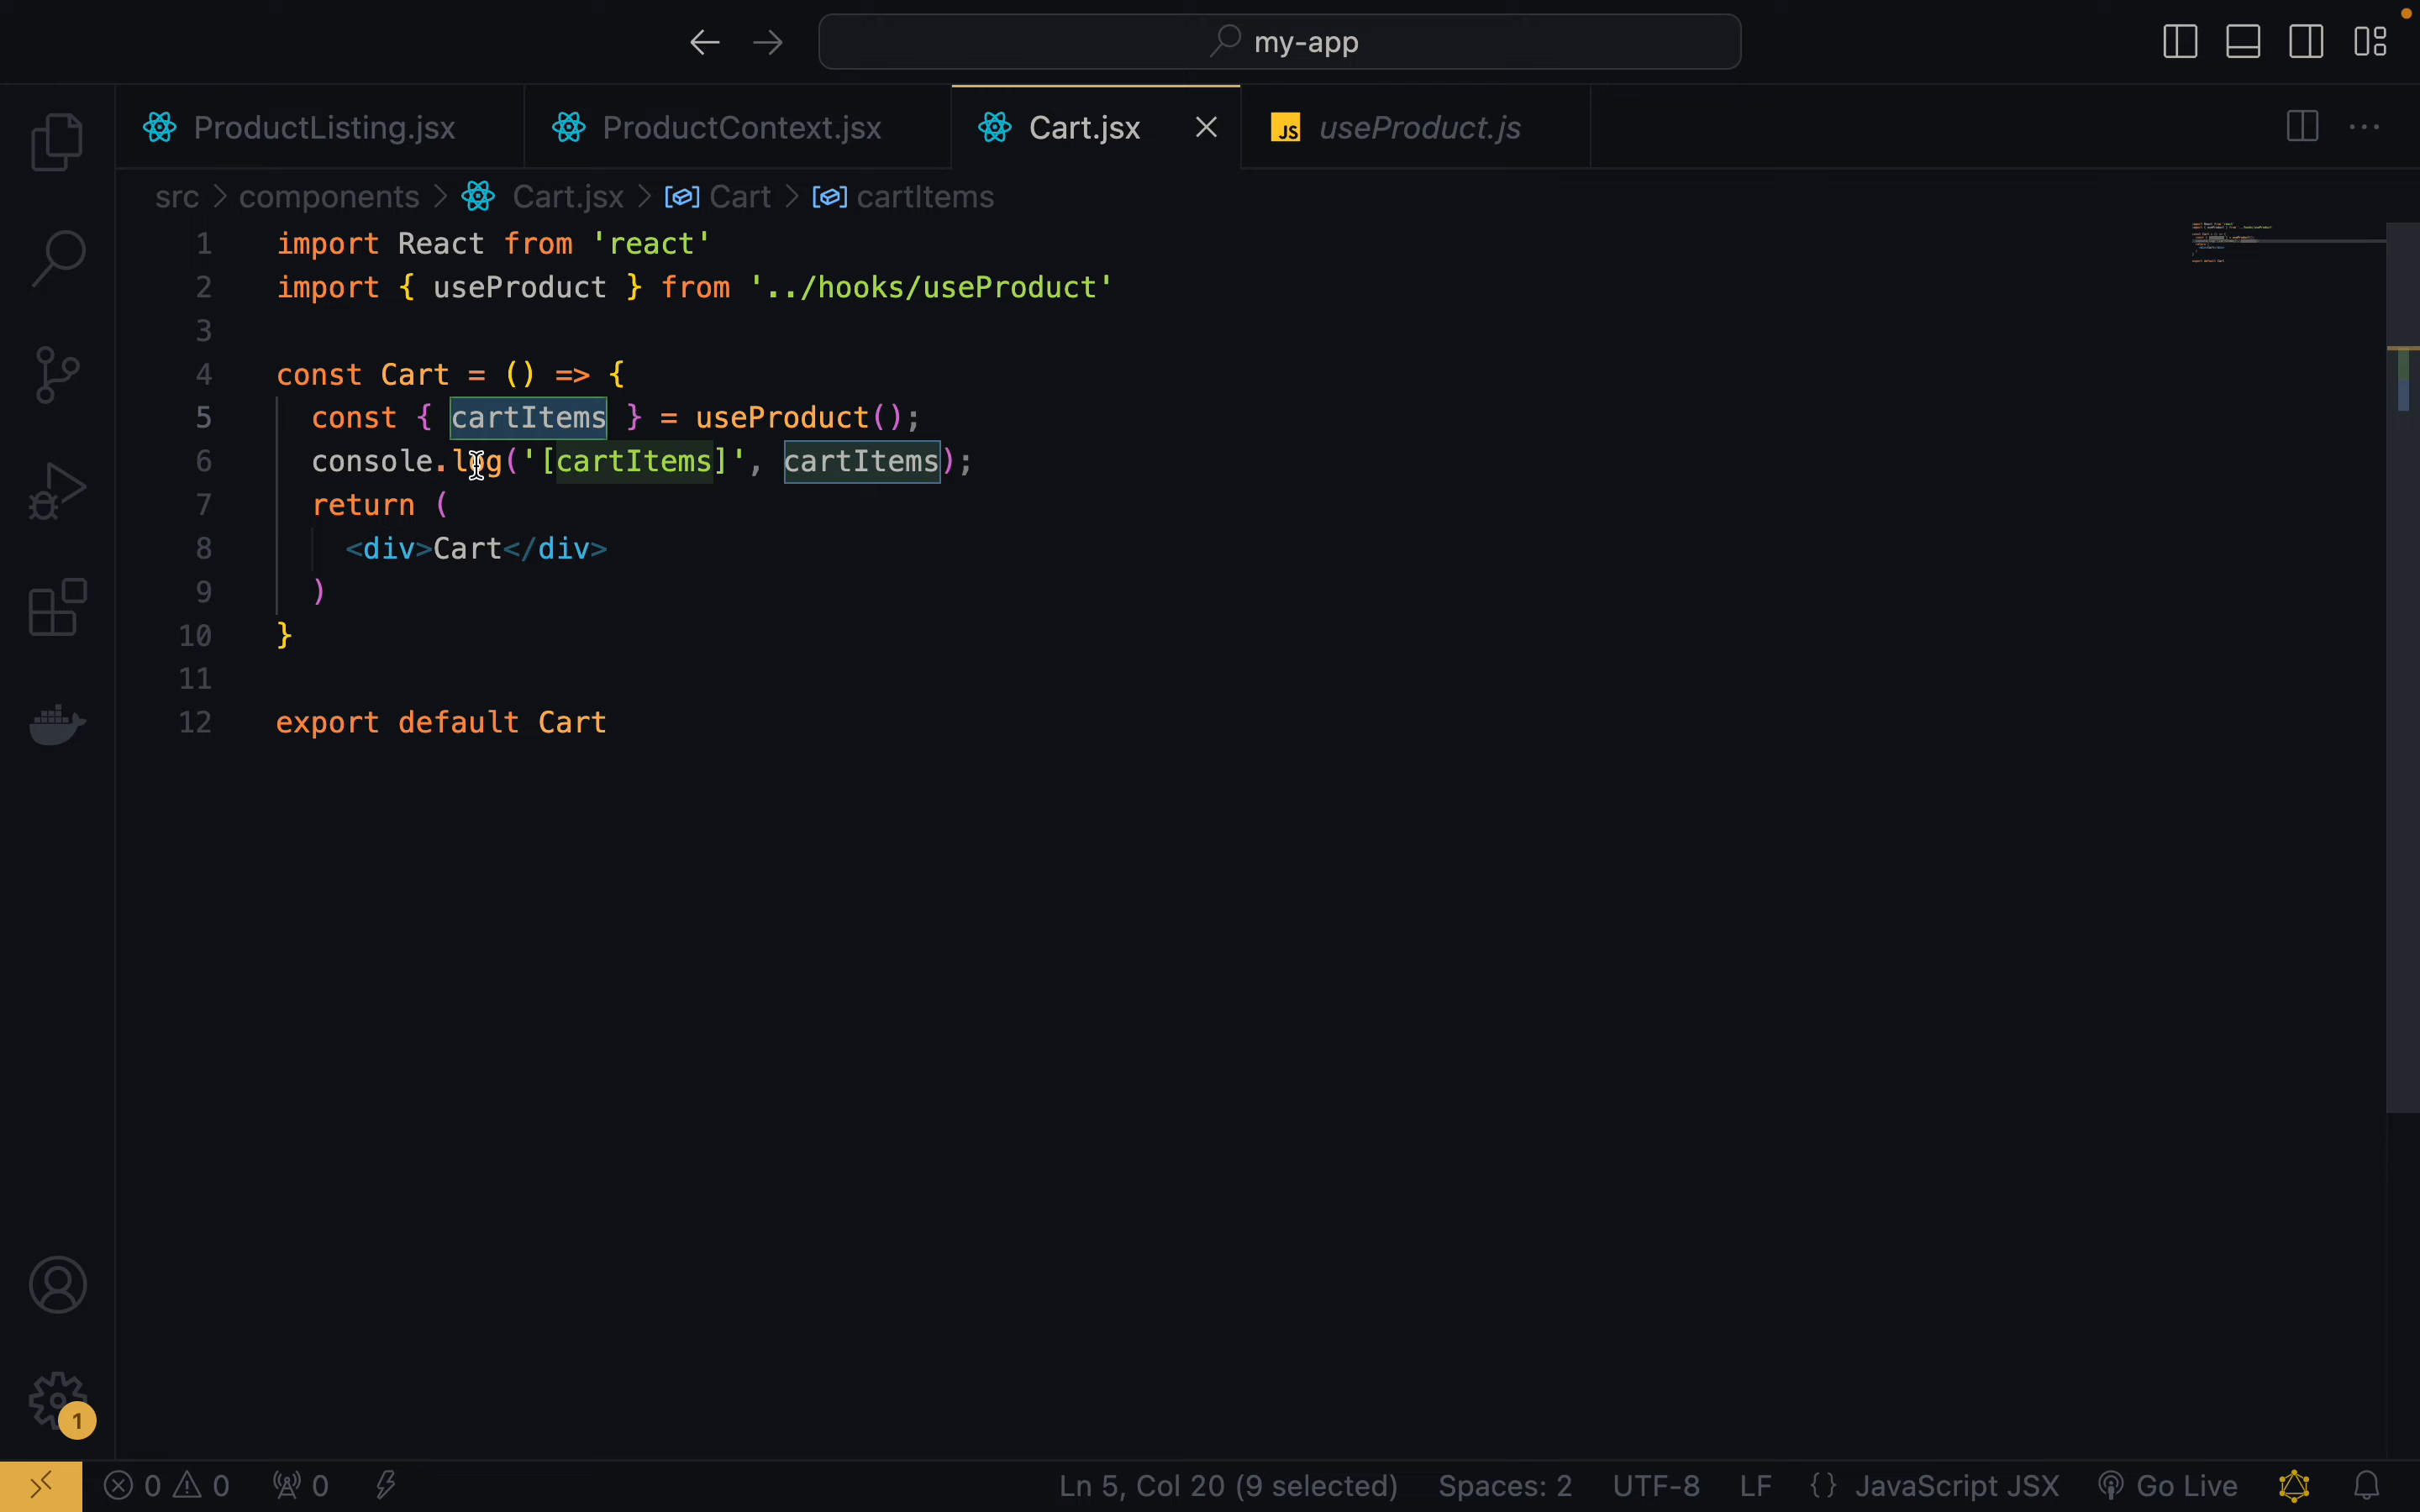 my-app
ProductListing.jsx ProductContext.jsx Cart.jsx JS useProduct.js
src > components > Cart.jsx > Cart > cartItems
1 import React from 'react'
2 import { useProduct } from '../hooks/useProduct'
3
4 const Cart = () => {
5 const { cartItems } = useProduct();
6 console.log('[cartItems]', cartItems);
7 return (
8 <div>Cart</div>
9 )
10 }
11
12 export default Cart
1
0 0 0 Ln 5, Col 20 (9 selected) Spaces: 2 UTF-8 LF {} JavaScript JSX Go Live